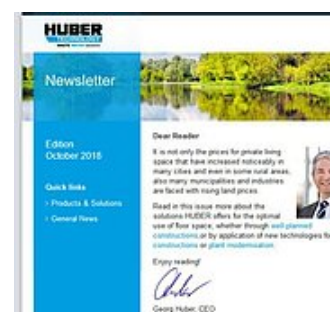 HUBER
TECHNOLOGY
WASTE WATER Solutions
Newsletter
Edition
October 2018
Quick links
› Products & Solutions
› General News
Dear Reader
It is not only the prices for private living
space that have increased noticeably in
many cities and even in some rural areas,
also many municipalities and industries
are faced with rising land prices.
Read in this issue more about the
solutions HUBER offers for the optimal
use of floor space, whether through well planned
constructions or by application of new technologies for
constructions or plant modernisation.
Enjoy reading!
Georg Huber, CEO